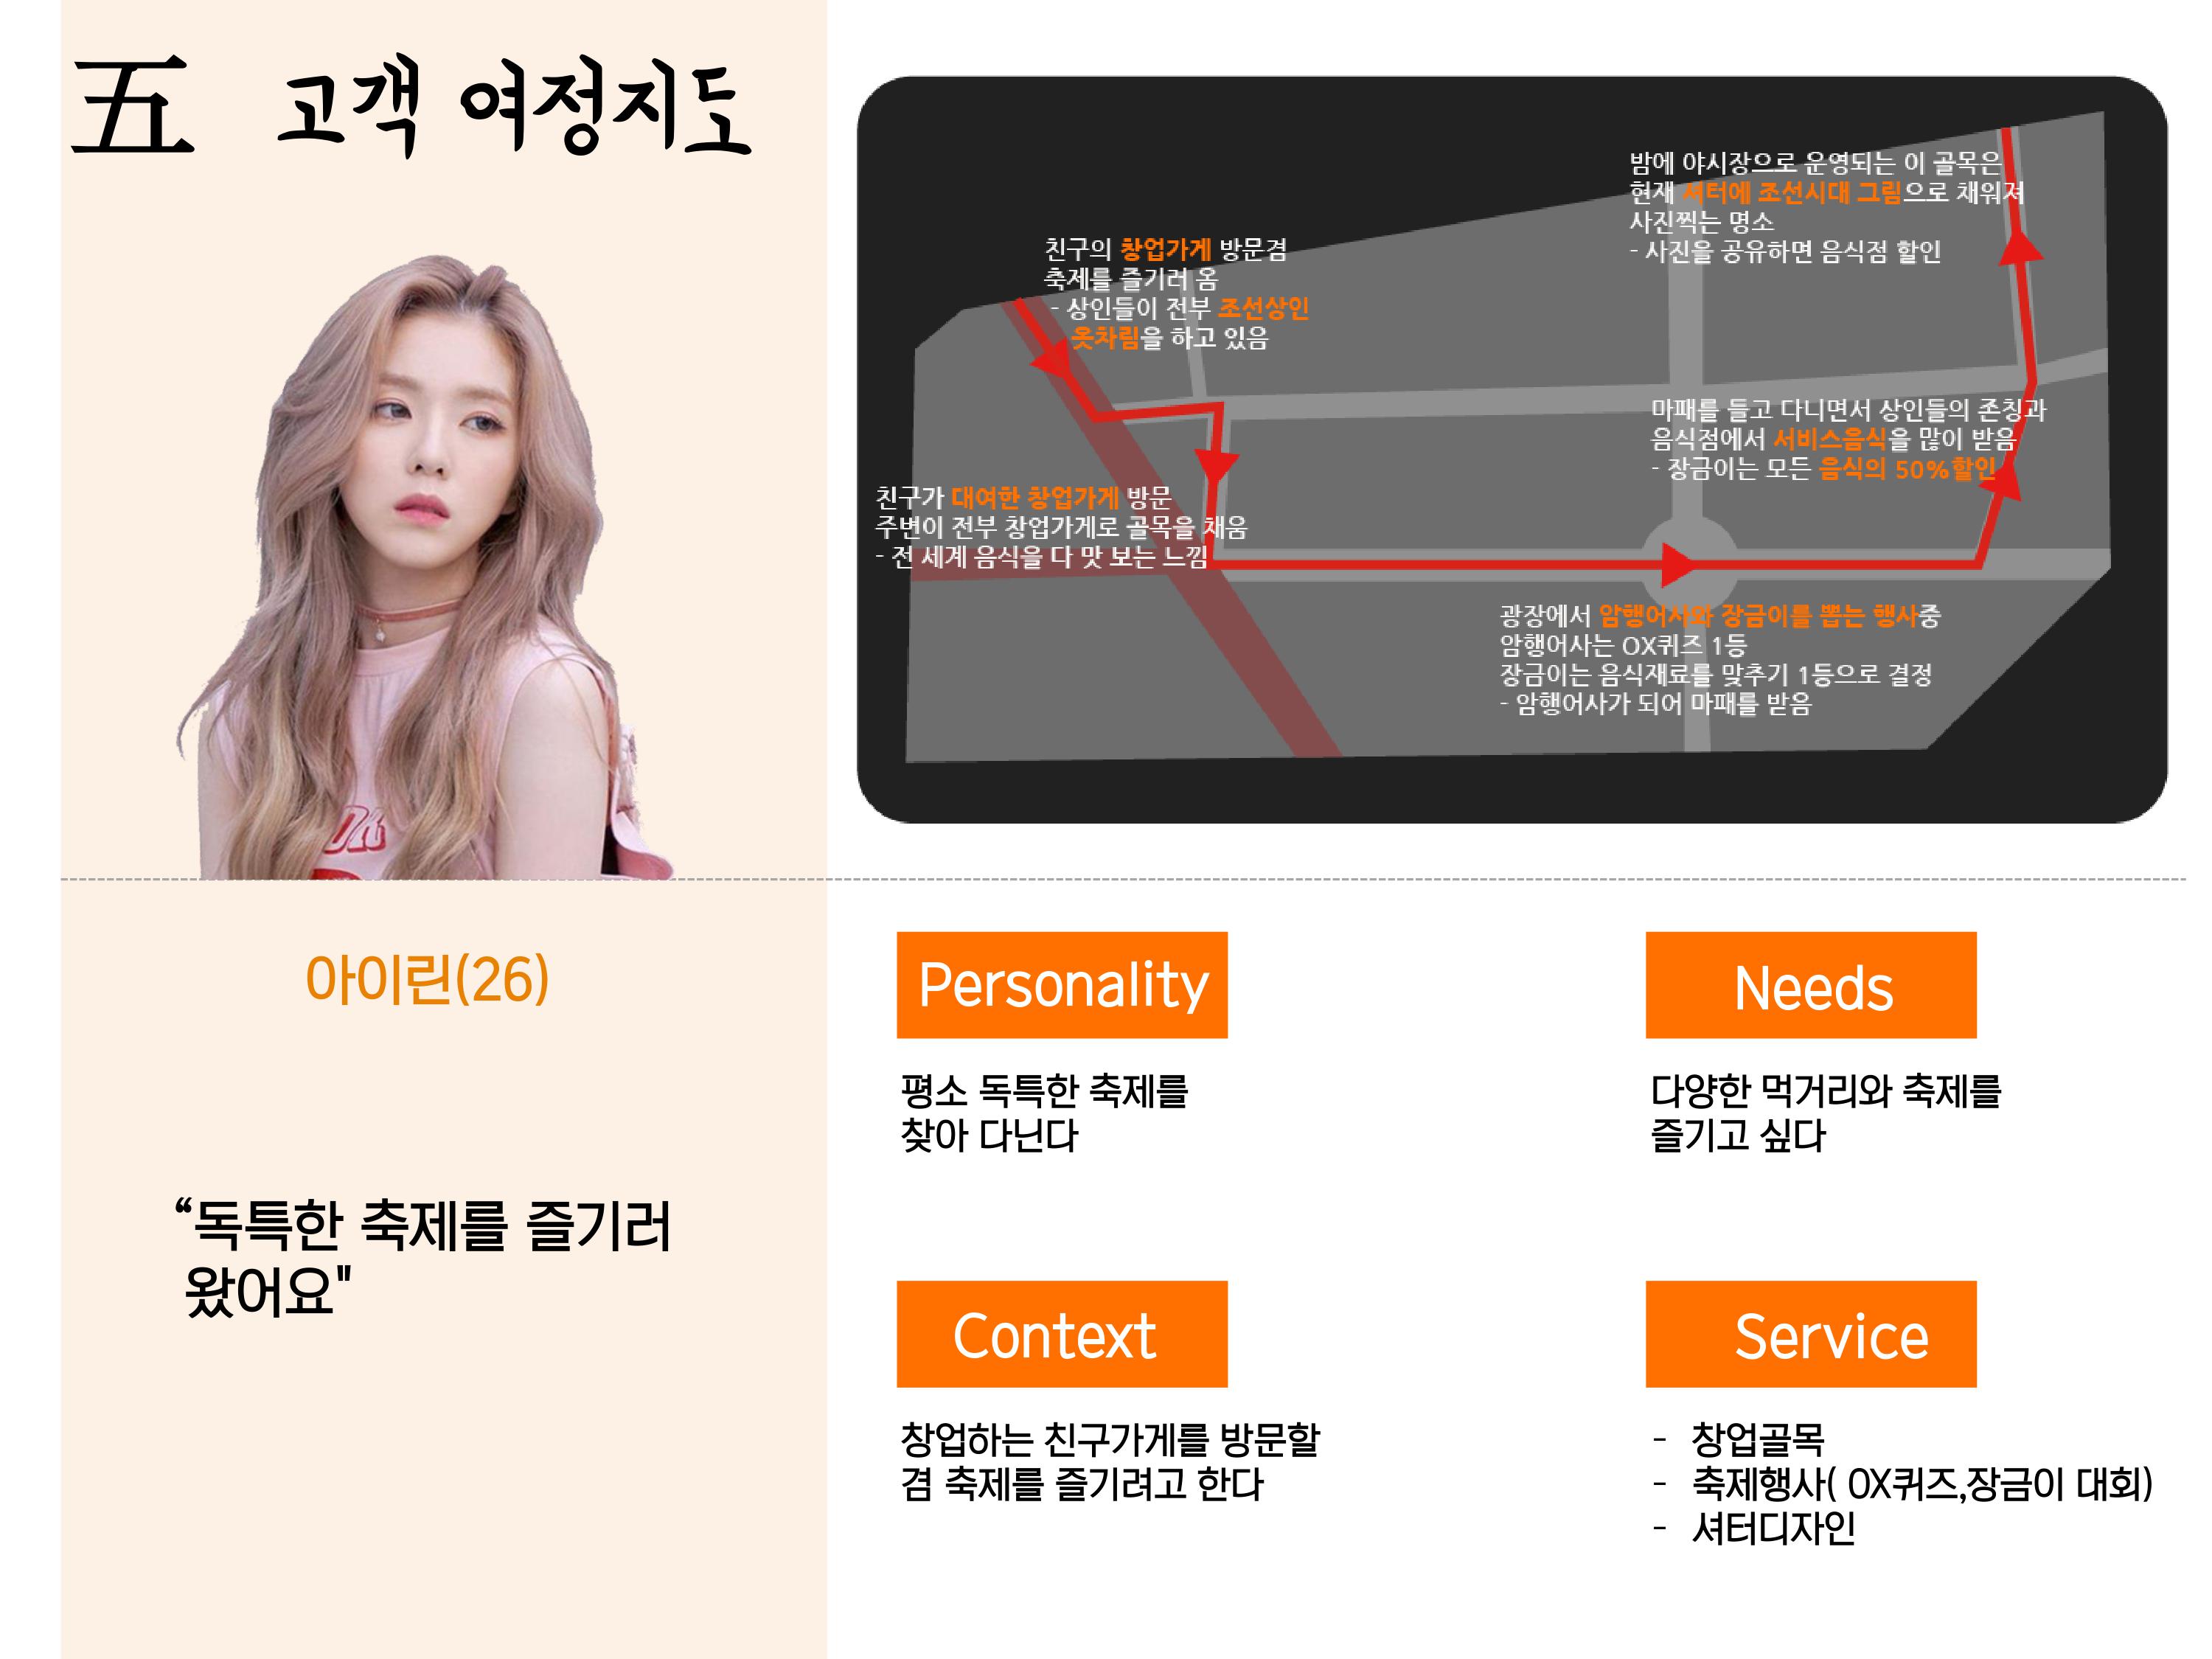 五 고객 여정지도
친구의 창업가게 방문겸
축제를 즐기러 옴
- 상인들이 전부 조선상인
옷차림을 하고 있음
친구가 대여한 창업가게 방문
주변이 전부 창업가게로 골목을 채움
- 전 세계 음식을 다 맛 보는 느낌
광장에서 암행어사와 장금이를 뽑는 행사중
암행어사는 OX퀴즈 1등
장금이는 음식재료를 맞추기 1등으로 결정
- 암행어사가 되어 마패를 받음
마패를 들고 다니면서 상인들의 존칭과
음식점에서 서비스음식을 많이 받음
- 장금이는 모든 음식의 50%할인
밤에 야시장으로 운영되는 이 골목은
현재 셔터에 조선시대 그림으로 채워져
사진찍는 명소
- 사진을 공유하면 음식점 할인
아이린(26)
“독특한 축제를 즐기러
왔어요"
Personality
평소 독특한 축제를
찾아 다닌다
Needs
다양한 먹거리와 축제를
즐기고 싶다
Context
창업하는 친구가게를 방문할
겸 축제를 즐기려고 한다
Service
- 창업골목
- 축제행사( OX퀴즈,장금이 대회)
- 셔터디자인